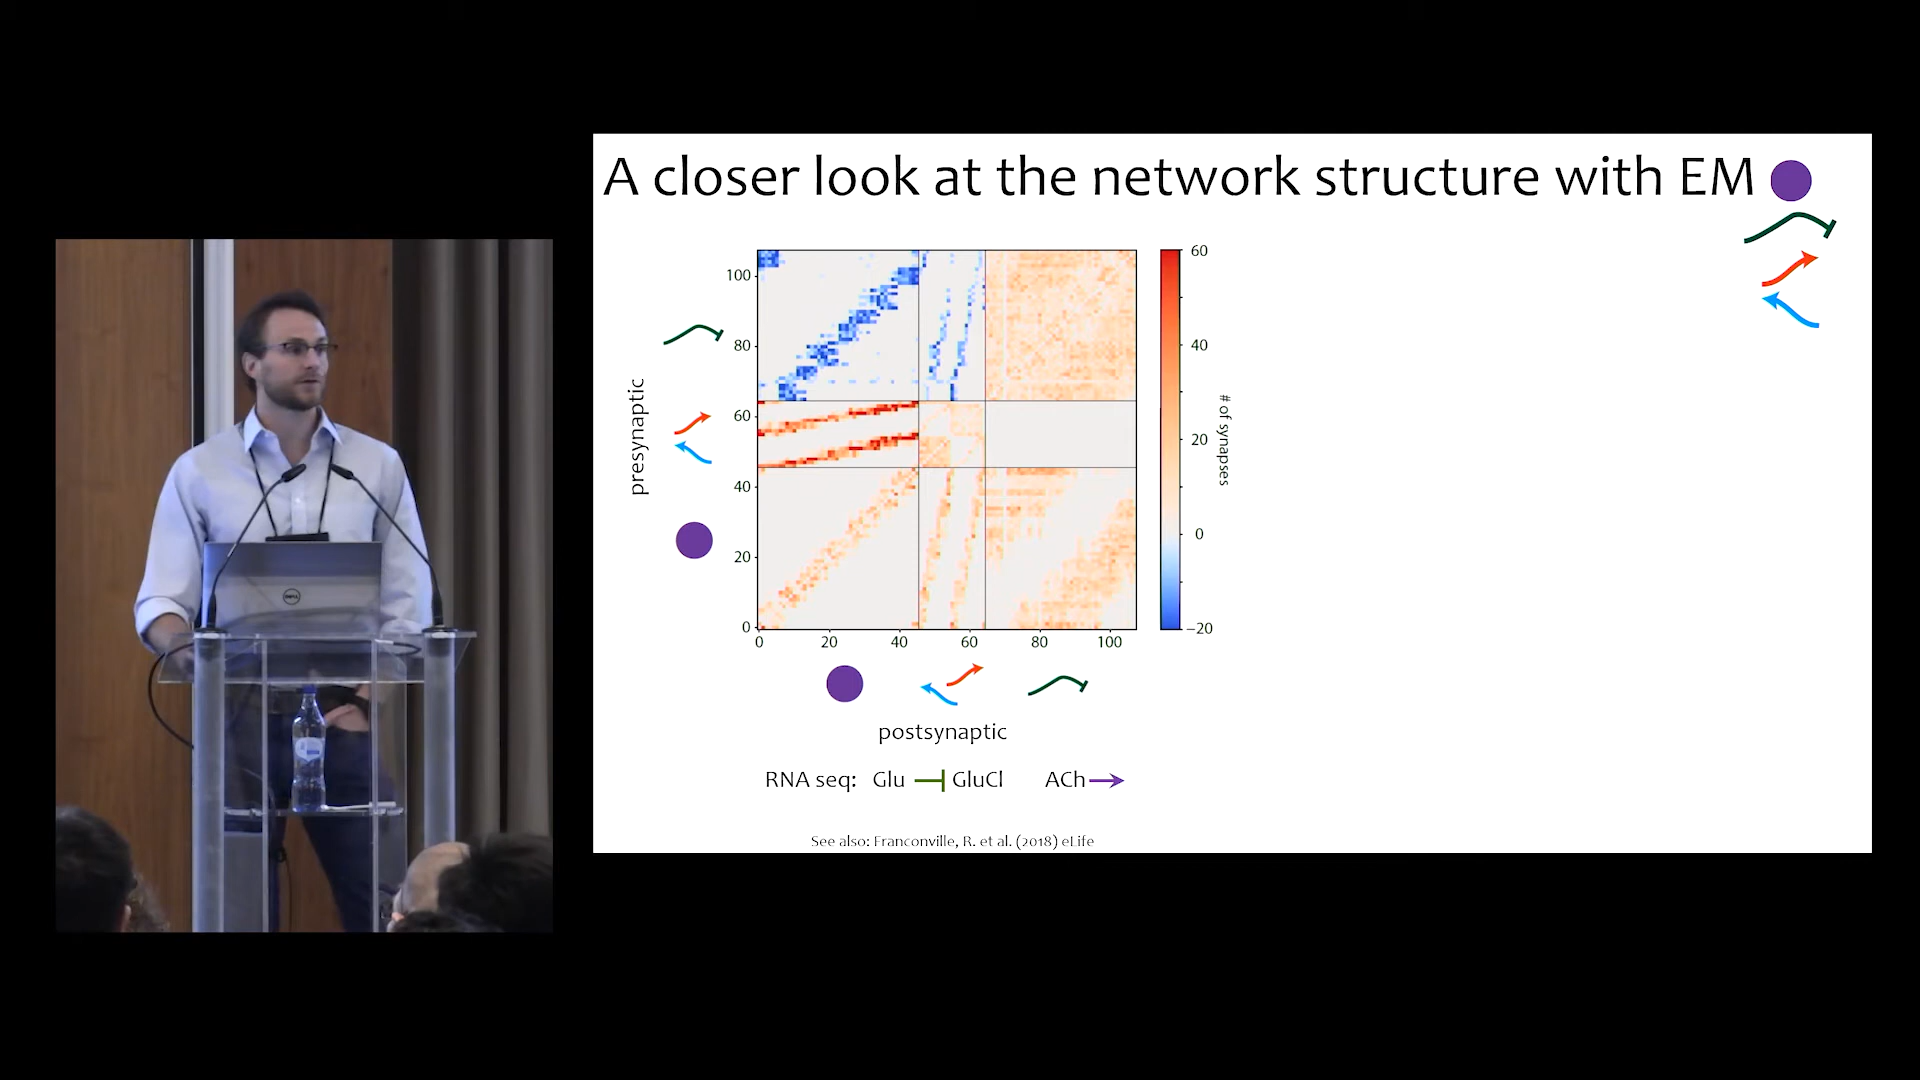 A closer look at the network structure with EM
presynaptic
100
80
60
40
20
0
0 20 40 60 80 100
60
40
20
0
−20
# of synapses
postsynaptic
RNA seq: Glu GluCl ACh
See also: Franconville, R. et al. (2018) eLife
DELL